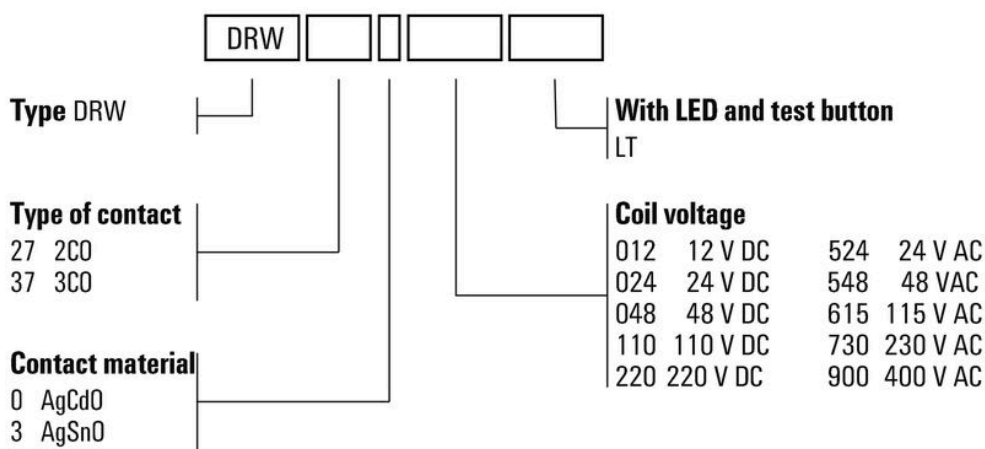 DRW
Type DRW
Type of contact
27 2CO
37 3CO
Contact material
0 AgCdO
3 AgSnO
With LED and test button
LT
Coil voltage
012 12 V DC 524 24 V AC
024 24 V DC 548 48 VAC
048 48 V DC 615 115 V AC
110 110 V DC 730 230 V AC
220 220 V DC 900 400 V AC